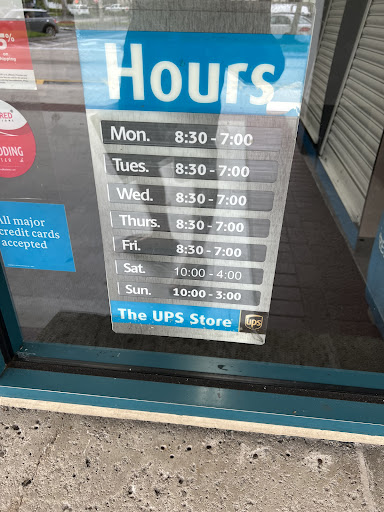 Hours
Mon. 8:30 - 7:00
Tues. 8:30 - 7:00
Wed. 8:30 - 7:00
Thurs. 8:30 - 7:00
Fri. 8:30 - 7:00
Sat. 10:00 - 4:00
Sun. 10:00 - 3:00
The UPS Store ups
All major
credit cards
accepted